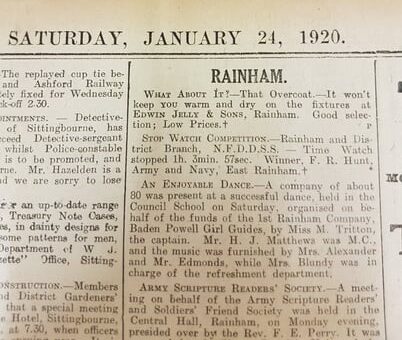 SATURDAY, JANUARY 24, 1920.
The replayed cup tie be-
and Ashford Railway
tely fixed for Wednesday
ck-off 2.30.
OINTMENTS. — Detective-
of Sittingbourne, has
ceed Detective-sergeant
whilst Police-constable
is to be promoted, and
rne. Mr. Hazelden is a
nd we are sorry to lose
an up-to-date range
, Treasury Note Cases,
es, in dainty designs for
some patterns for men,
Department of W J.
zette" Office, Sitting-
ONSTRUCTION.—Members
nd District Gardeners'
that a special meeting
e Hotel, Sittingbourne,
at 7.30, when officers
RAINHAM.
WHAT ABOUT IT?—That Overcoat.—It won't
keep you warm and dry on the fixtures at
EDWIN JELLY & SONS, Rainham. Good selec-
tion; Low Prices.†
STOP WATCH COMPETITION.—Rainham and Dis-
trict Branch, N.F.D.D.S.S. — Time Watch
stopped 1h. 3min. 57sec. Winner, F. R. Hunt,
Army and Navy, East Rainham.†
AN ENJOYABLE DANCE.—A company of about
80 was present at a successful dance, held in the
Council School on Saturday, organised on be-
half of the funds of the 1st Rainham Company,
Baden Powell Girl Guides, by Miss M. Tritton,
the captain. Mr. H. J. Matthews was M.C.,
and the music was furnished by Mrs. Alexander
and Mr. Edmonds, while Mrs. Blundy was in
charge of the refreshment department.
ARMY SCRIPTURE READERS' SOCIETY.—A meet-
ing on behalf of the Army Scripture Readers'
and Soldiers' Friend Society was held in the
Central Hall, Rainham, on Monday evening,
presided over by the Rev. F. E. Perry. It was